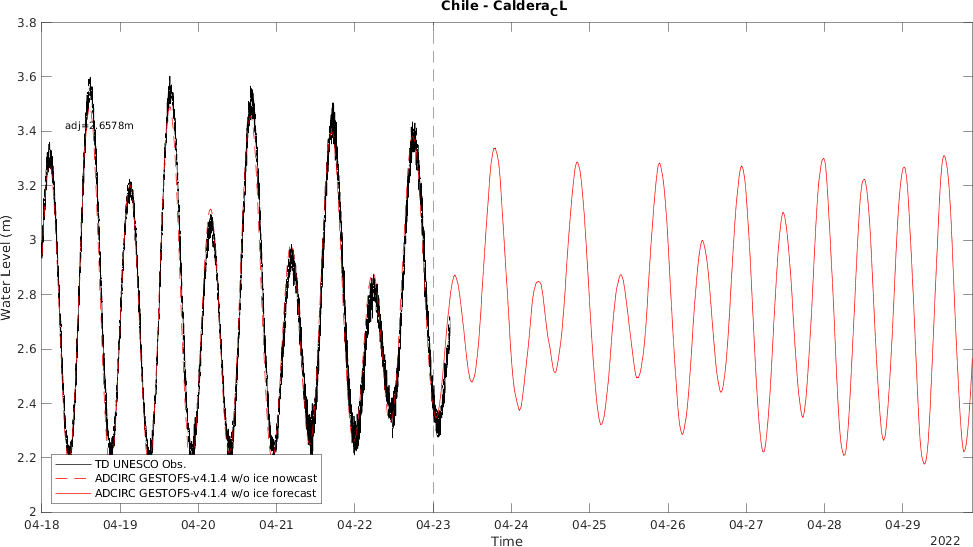 Chile - Caldera_CL
3.8
3.6
3.4
3.2
3
2.8
2.6
2.4
2.2
2
Water Level (m)
adj=2.6578m
TD UNESCO Obs.
ADCIRC GESTOFS-v4.1.4 w/o ice nowcast
ADCIRC GESTOFS-v4.1.4 w/o ice forecast
04-18 04-19 04-20 04-21 04-22 04-23 04-24 04-25 04-26 04-27 04-28 04-29
Time
2022